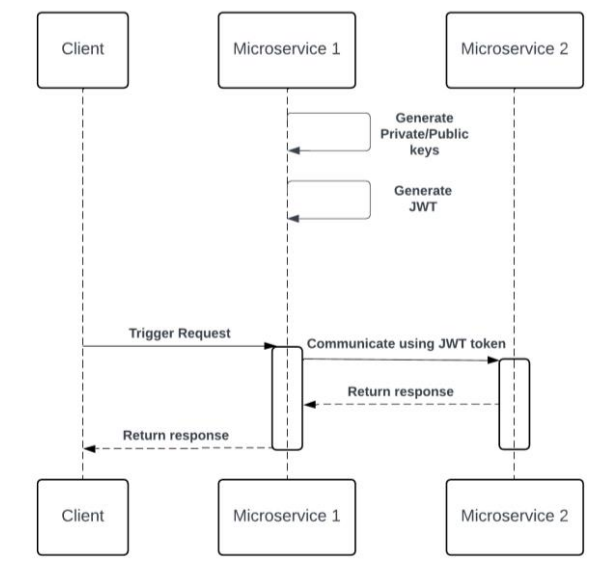 Client
Microservice 1
Microservice 2
Generate
Private/Public
keys
Generate
JWT
Trigger Request
Communicate using JWT token
Return response
Return response
Client
Microservice 1
Microservice 2